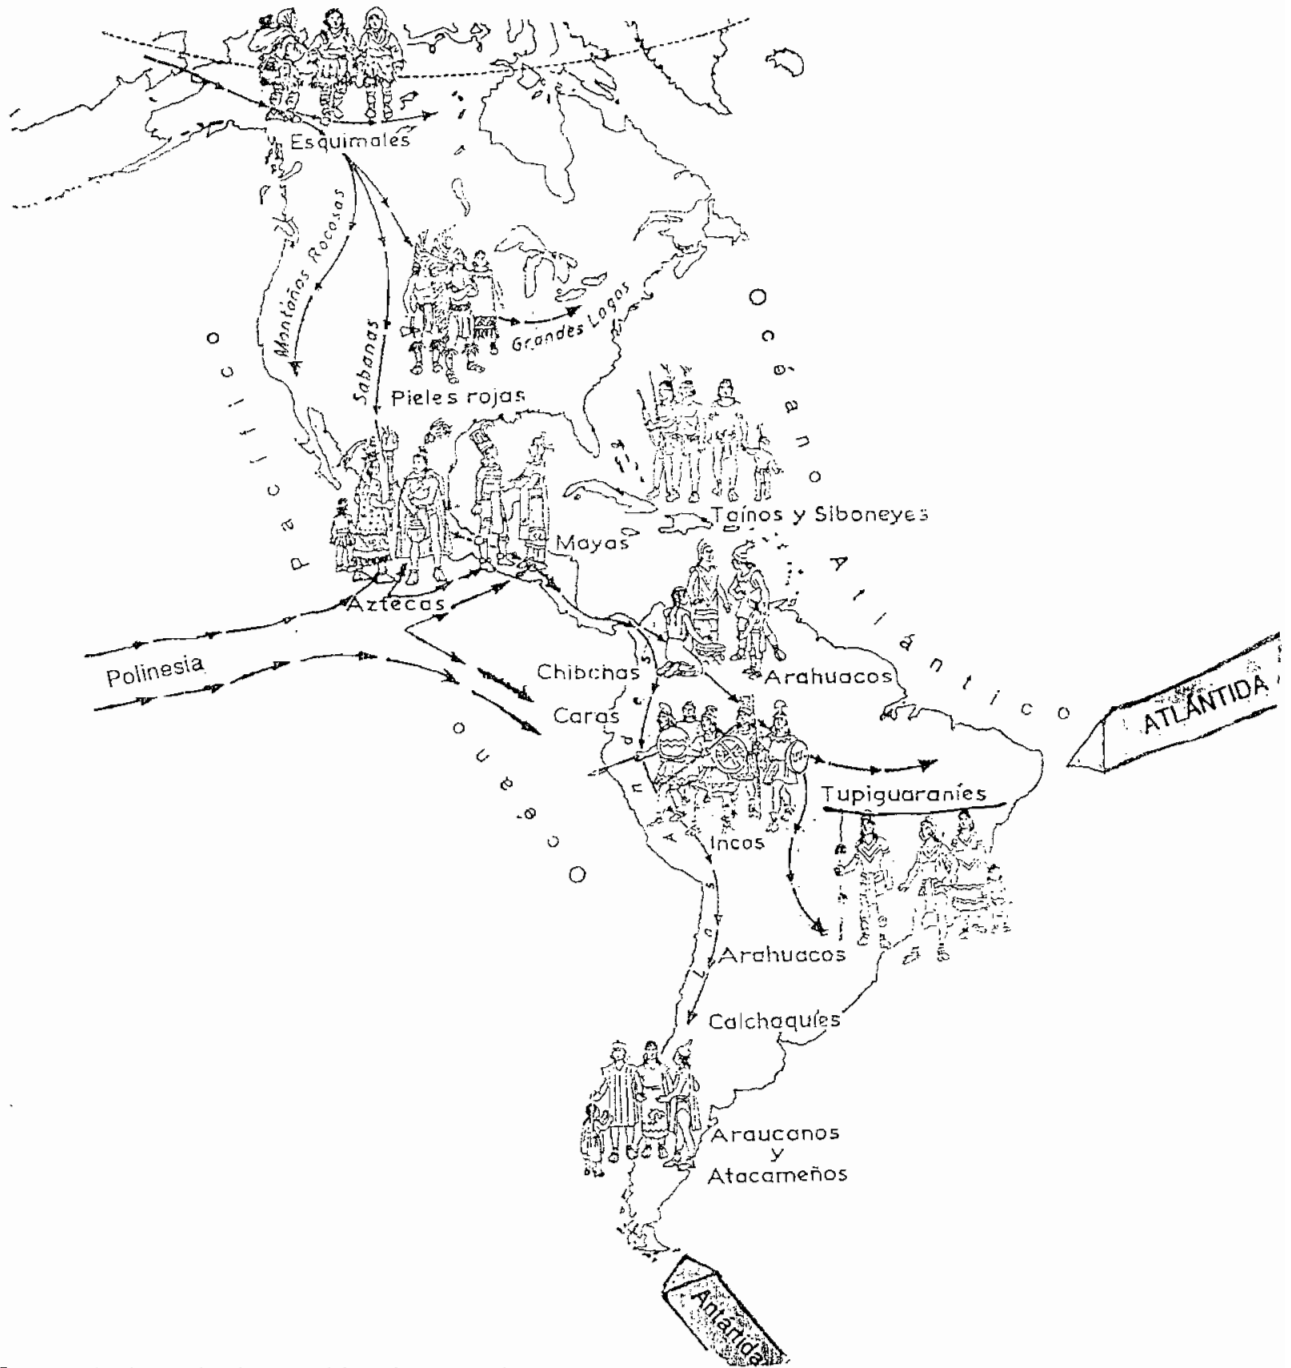 Esquimales
Montaños Rocosas
Sabanas
Grandes Lagos
Pieles rojas
Océano Atlántico
Océano Pacífico
Taínos y Siboneyes
Mayas
Aztecas
Polinesia
Chibchas
Arahuacos
Caras
ATLÁNTIDA
Tupiguaraníes
Incas
Los Andes
Arahuacos
Calchaquíes
Araucanos
y
Atacameños
Antártida